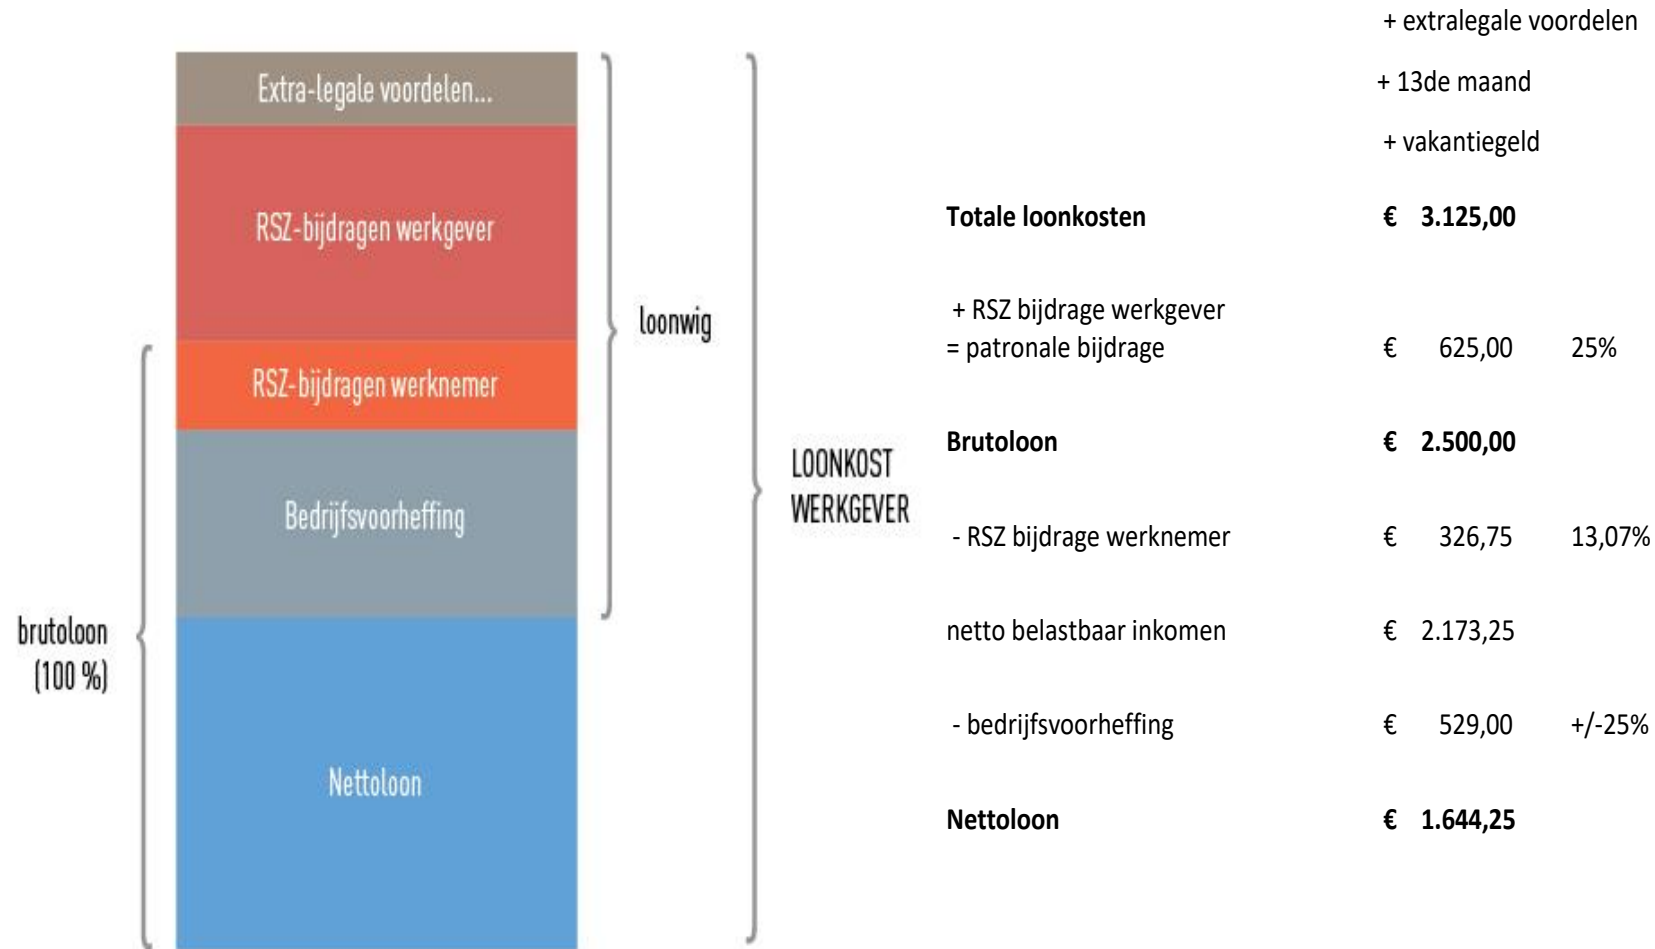 Extra-legale voordelen...
RSZ-bijdragen werkgever
RSZ-bijdragen werknemer
Bedrijfsvoorheffing
Nettoloon
brutoloon
(100 %)
loonwig
LOONKOST
WERKGEVER
+ extralegale voordelen
+ 13de maand
+ vakantiegeld
Totale loonkosten € 3.125,00
+ RSZ bijdrage werkgever
= patronale bijdrage € 625,00 25%
Brutoloon € 2.500,00
- RSZ bijdrage werknemer € 326,75 13,07%
netto belastbaar inkomen € 2.173,25
- bedrijfsvoorheffing € 529,00 +/-25%
Nettoloon € 1.644,25